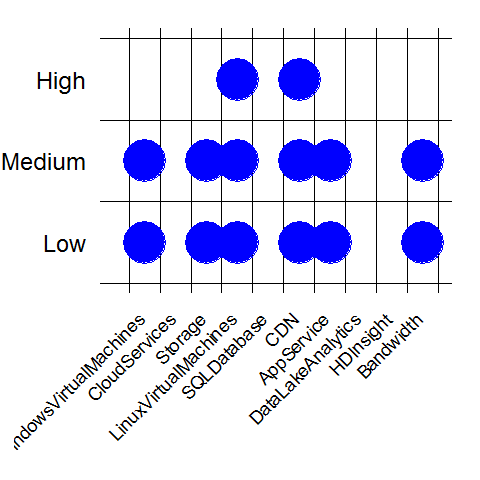 High
Medium
Low
ndowsVirtualMachines
CloudServices
Storage
LinuxVirtualMachines
SQLDatabase
CDN
AppService
DataLakeAnalytics
HDInsight
Bandwidth